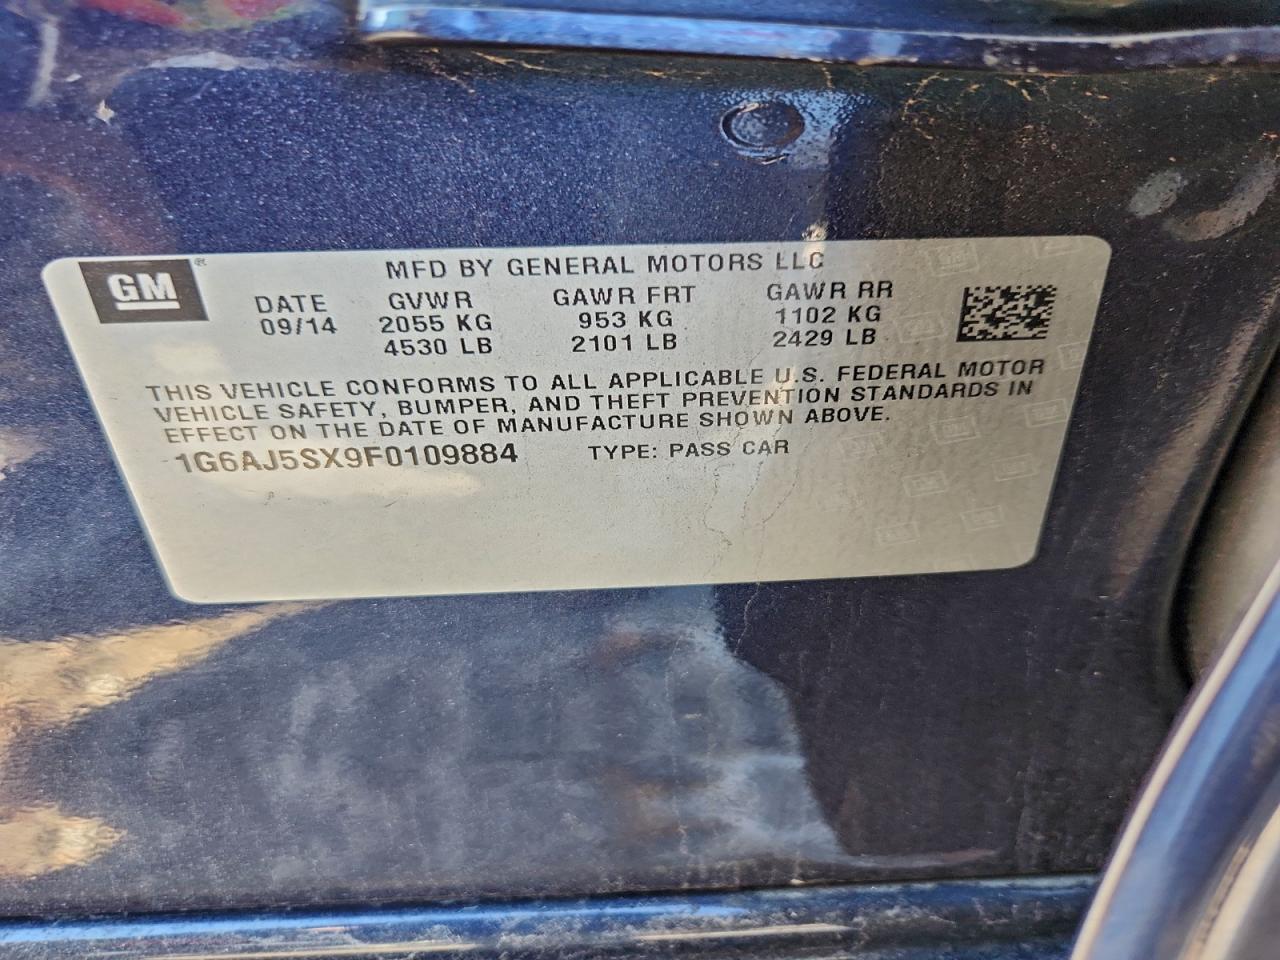 GM®
MFD BY GENERAL MOTORS LLC
DATE GVWR GAWR FRT GAWR RR
09/14 2055 KG 953 KG 1102 KG
4530 LB 2101 LB 2429 LB
THIS VEHICLE CONFORMS TO ALL APPLICABLE U.S. FEDERAL MOTOR
VEHICLE SAFETY, BUMPER, AND THEFT PREVENTION STANDARDS IN
EFFECT ON THE DATE OF MANUFACTURE SHOWN ABOVE.
1G6AJ5SX9F0109884 TYPE: PASS CAR